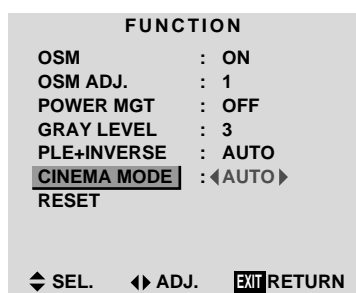 FUNCTION
OSM : ON
OSM ADJ. : 1
POWER MGT : OFF
GRAY LEVEL : 3
PLE+INVERSE : AUTO
CINEMA MODE : AUTO
RESET
SEL. ADJ. EXIT RETURN